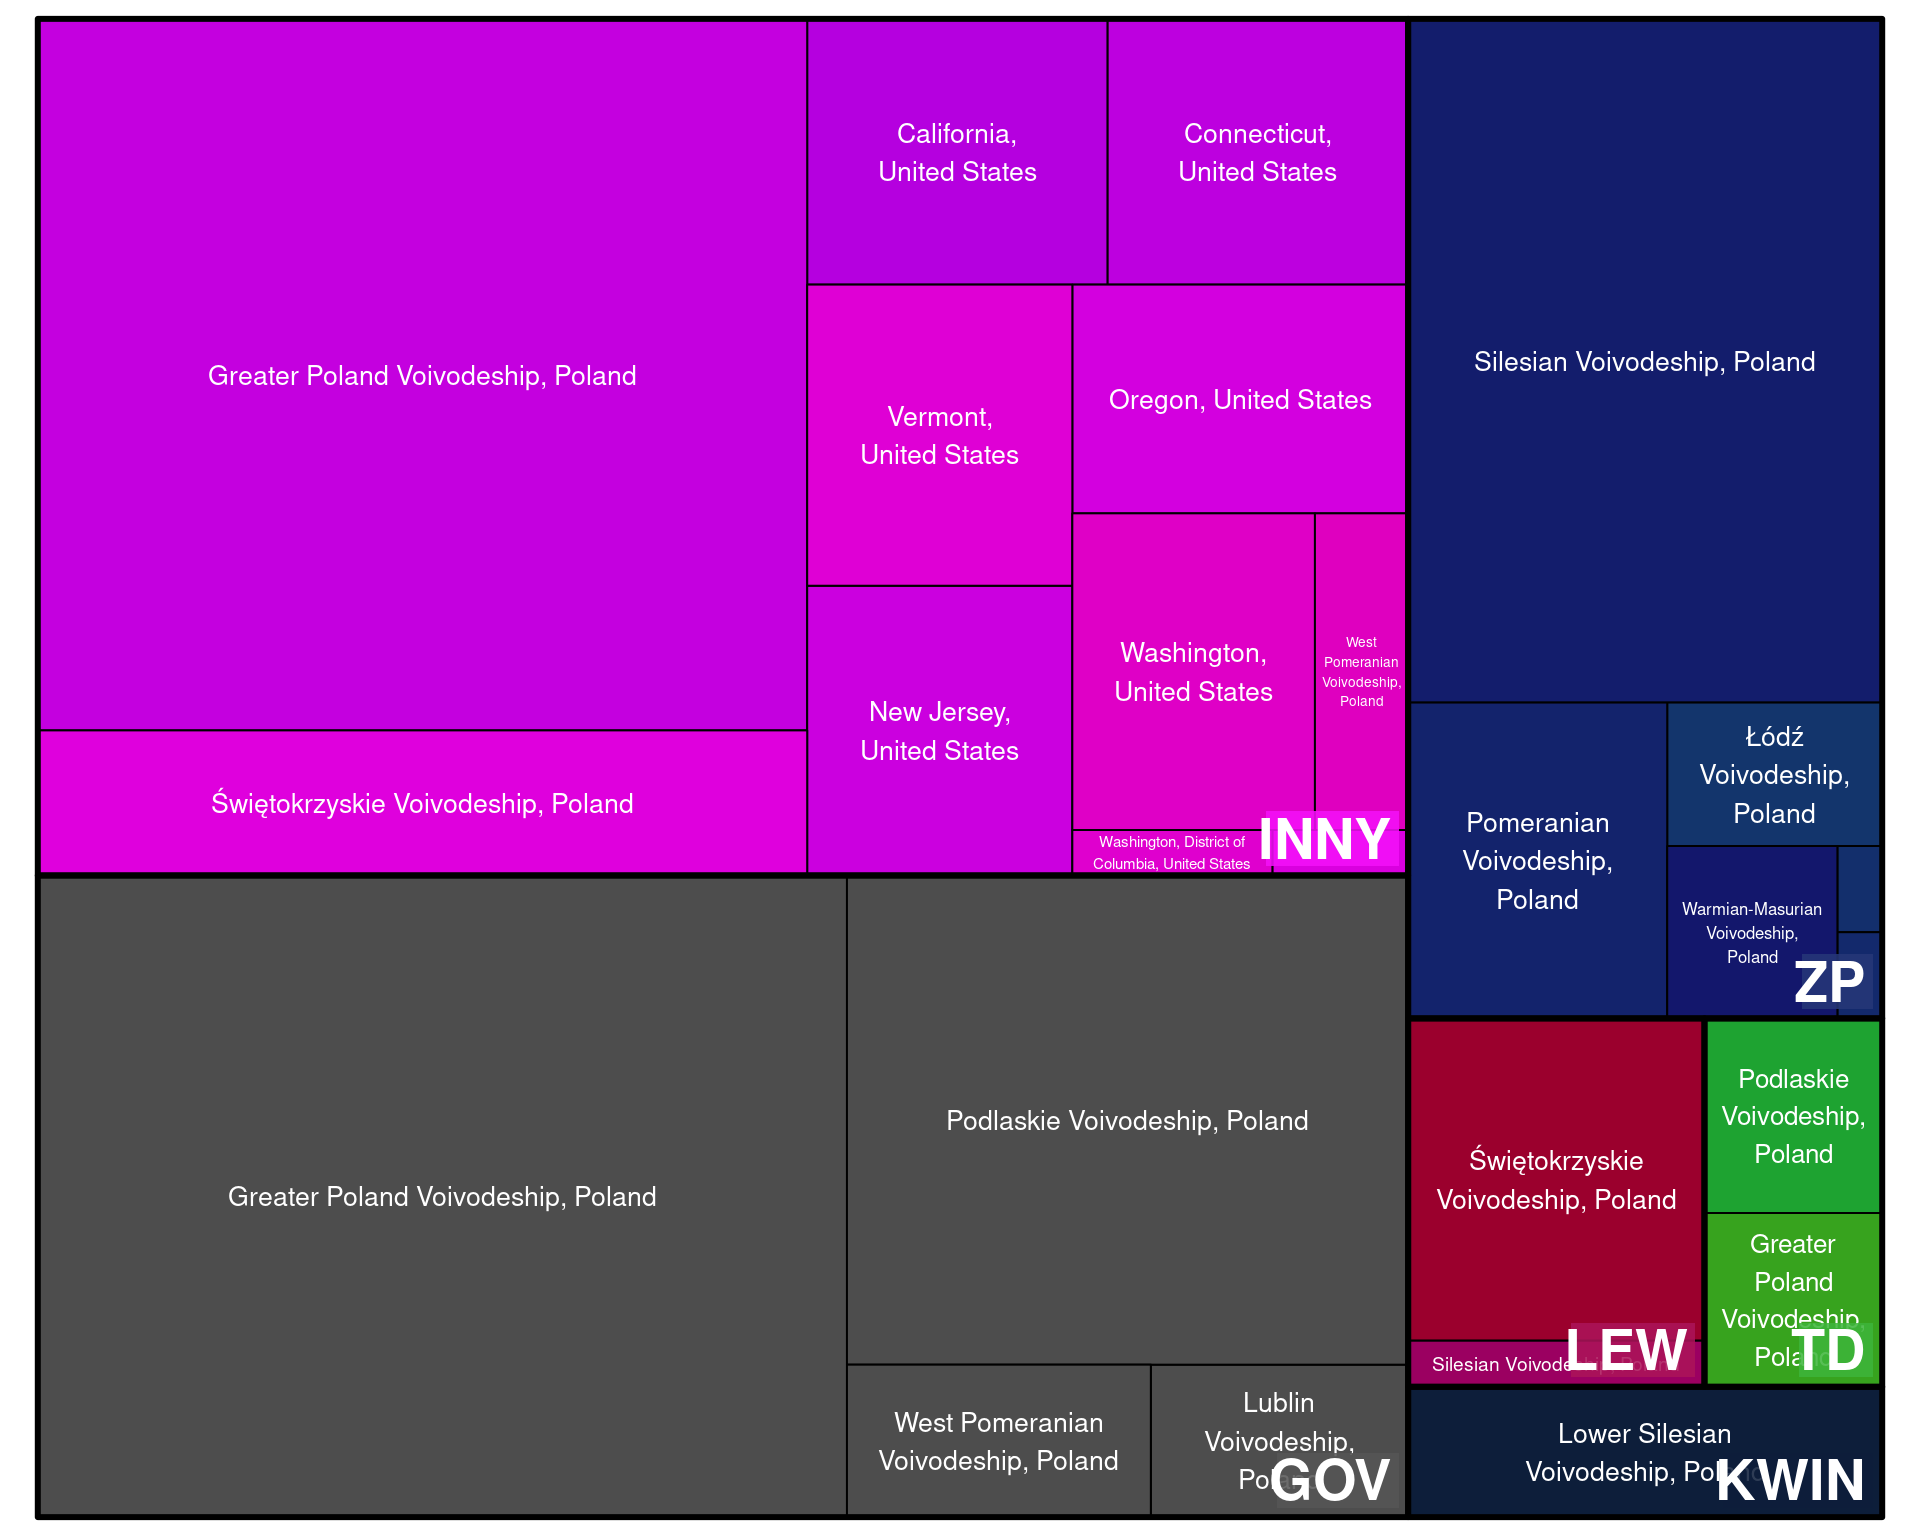 Greater Poland Voivodeship, Poland
Świętokrzyskie Voivodeship, Poland
California,
United States
Connecticut,
United States
Vermont,
United States
Oregon, United States
New Jersey,
United States
Washington,
United States
West
Pomeranian
Voivodeship,
Poland
Washington, District of
Columbia, United States
INNY
Greater Poland Voivodeship, Poland
Podlaskie Voivodeship, Poland
West Pomeranian
Voivodeship, Poland
Lublin
Voivodeship,
GOV
Silesian Voivodeship, Poland
Pomeranian
Voivodeship,
Poland
Łódź
Voivodeship,
Poland
Warmian-Masurian
Voivodeship,
Poland
ZP
Świętokrzyskie
Voivodeship, Poland
Silesian
LEW
Podlaskie
Voivodeship,
Poland
Greater
Poland
Voivodeship,
TD
Lower Silesian
Voivodeship,
KWIN